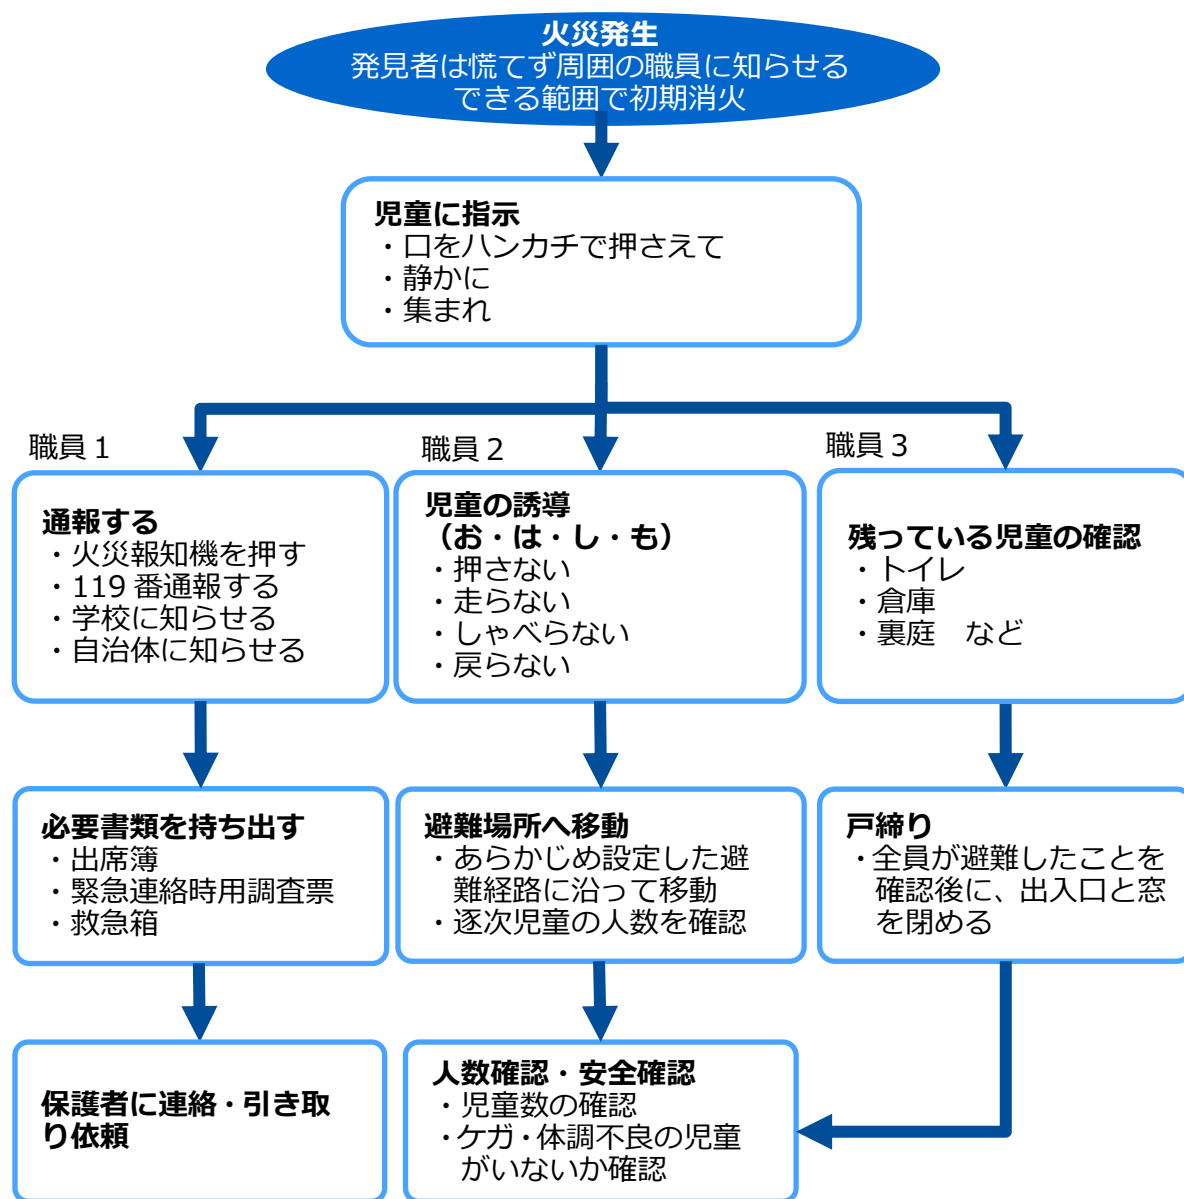 火災発生
発見者は慌てず周囲の職員に知らせる
できる範囲で初期消火
児童に指示
・口をハンカチで押さえて
・静かに
・集まれ
職員１
通報する
・火災報知機を押す
・119 番通報する
・学校に知らせる
・自治体に知らせる
必要書類を持ち出す
・出席簿
・緊急連絡時用調査票
・救急箱
保護者に連絡・引き取
り依頼
職員２
児童の誘導
（お・は・し・も）
・押さない
・走らない
・しゃべらない
・戻らない
避難場所へ移動
・あらかじめ設定した避
難経路に沿って移動
・逐次児童の人数を確認
人数確認・安全確認
・児童数の確認
・ケガ・体調不良の児童
がいないか確認
職員３
残っている児童の確認
・トイレ
・倉庫
・裏庭　など
戸締り
・全員が避難したことを
確認後に、出入口と窓
を閉める